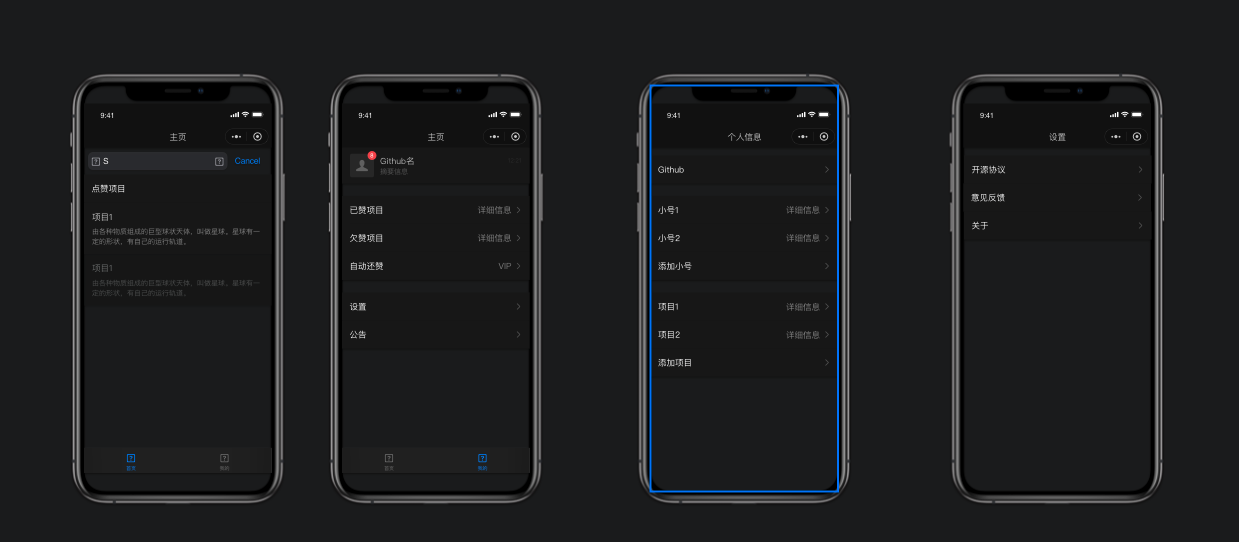 9:41
主页
S
Cancel
点赞项目
项目1
由各种物质组成的巨型球状天体，叫做星球。星球有一
定的形状，有自己的运行轨道。
项目1
由各种物质组成的巨型球状天体，叫做星球。星球有一
定的形状，有自己的运行轨道。
首页
我的
9:41
主页
8
Github名
摘要信息
已赞项目
详细信息
欠赞项目
详细信息
自动还赞
VIP
设置
公告
首页
我的
9:41
个人信息
Github
小号1
详细信息
小号2
详细信息
添加小号
项目1
详细信息
项目2
详细信息
添加项目
9:41
设置
开源协议
意见反馈
关于